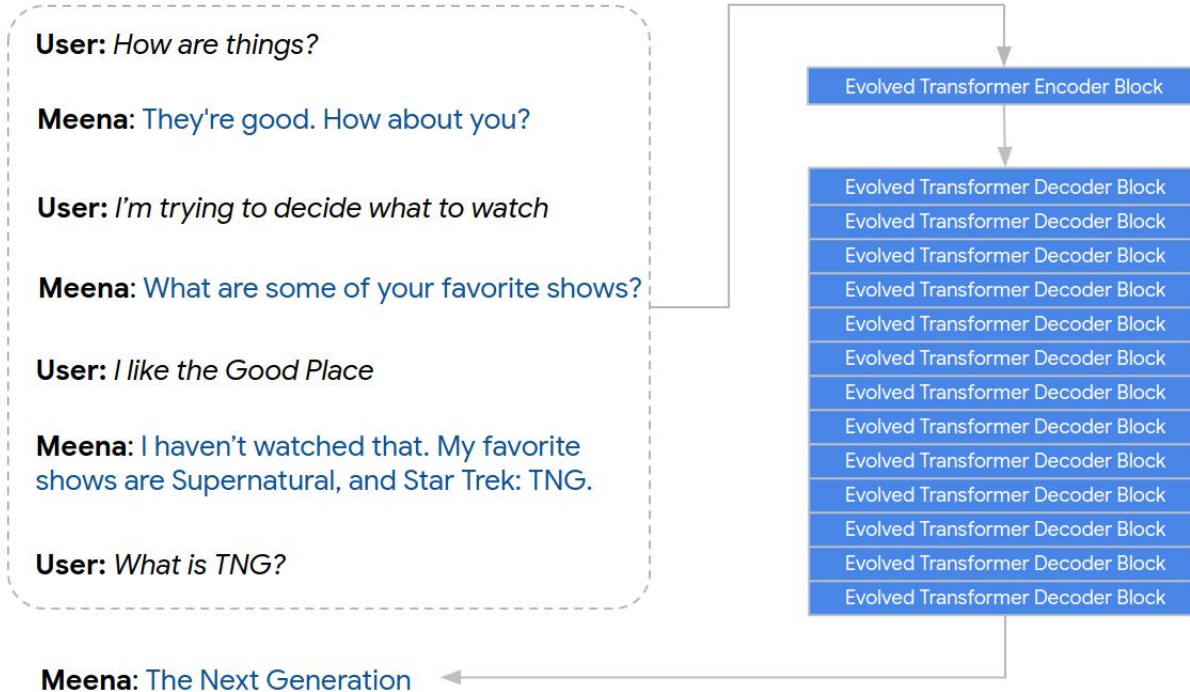 User: How are things?
Meena: They're good. How about you?
User: I’m trying to decide what to watch
Meena: What are some of your favorite shows?
User: I like the Good Place
Meena: I haven’t watched that. My favorite
shows are Supernatural, and Star Trek: TNG.
User: What is TNG?
Meena: The Next Generation
Evolved Transformer Encoder Block
Evolved Transformer Decoder Block
Evolved Transformer Decoder Block
Evolved Transformer Decoder Block
Evolved Transformer Decoder Block
Evolved Transformer Decoder Block
Evolved Transformer Decoder Block
Evolved Transformer Decoder Block
Evolved Transformer Decoder Block
Evolved Transformer Decoder Block
Evolved Transformer Decoder Block
Evolved Transformer Decoder Block
Evolved Transformer Decoder Block
Evolved Transformer Decoder Block